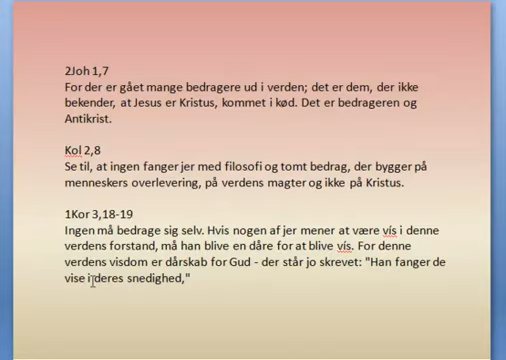 2Joh 1,7
For der er gået mange bedragere ud i verden; det er dem, der ikke
bekender, at Jesus er Kristus, kommet i kød. Det er bedrageren og
Antikrist.
Kol 2,8
Se til, at ingen fanger jer med filosofi og tomt bedrag, der bygger på
menneskers overlevering, på verdens magter og ikke på Kristus.
1Kor 3,18-19
Ingen må bedrage sig selv. Hvis nogen af jer mener at være vís i denne
verdens forstand, må han blive en dåre for at blive vís. For denne
verdens visdom er dårskab for Gud - der står jo skrevet: "Han fanger de
vise i deres snedighed,"